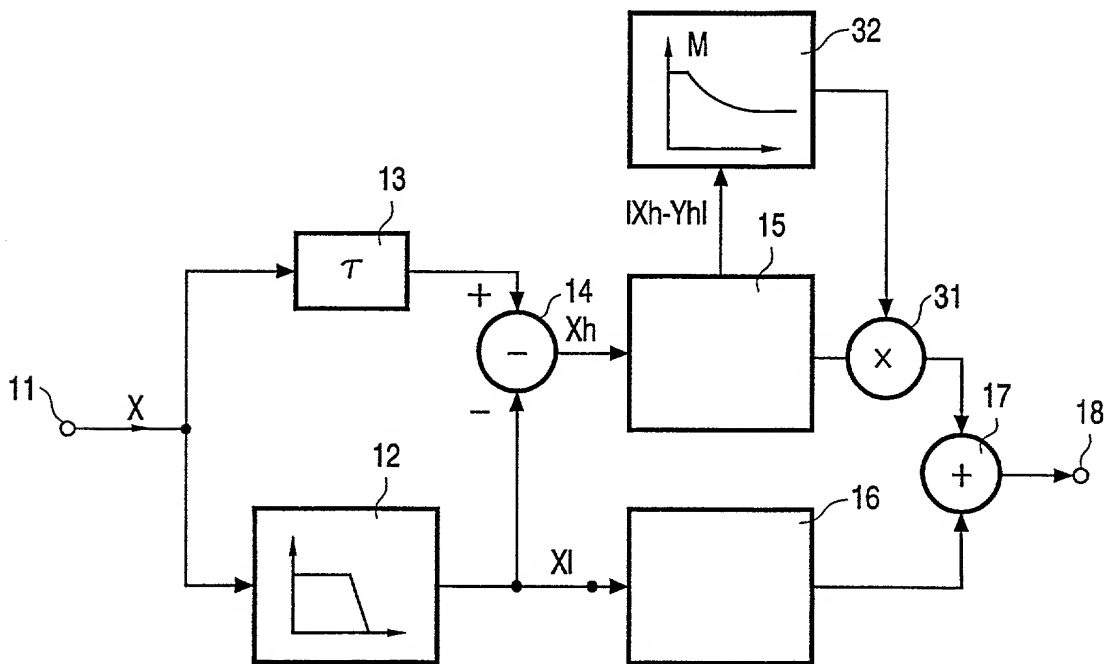 32
M
13
τ
|Xh-Yh|
15
+
14
-
Xh
31
x
11
X
-
17
18
12
+
16
Xl